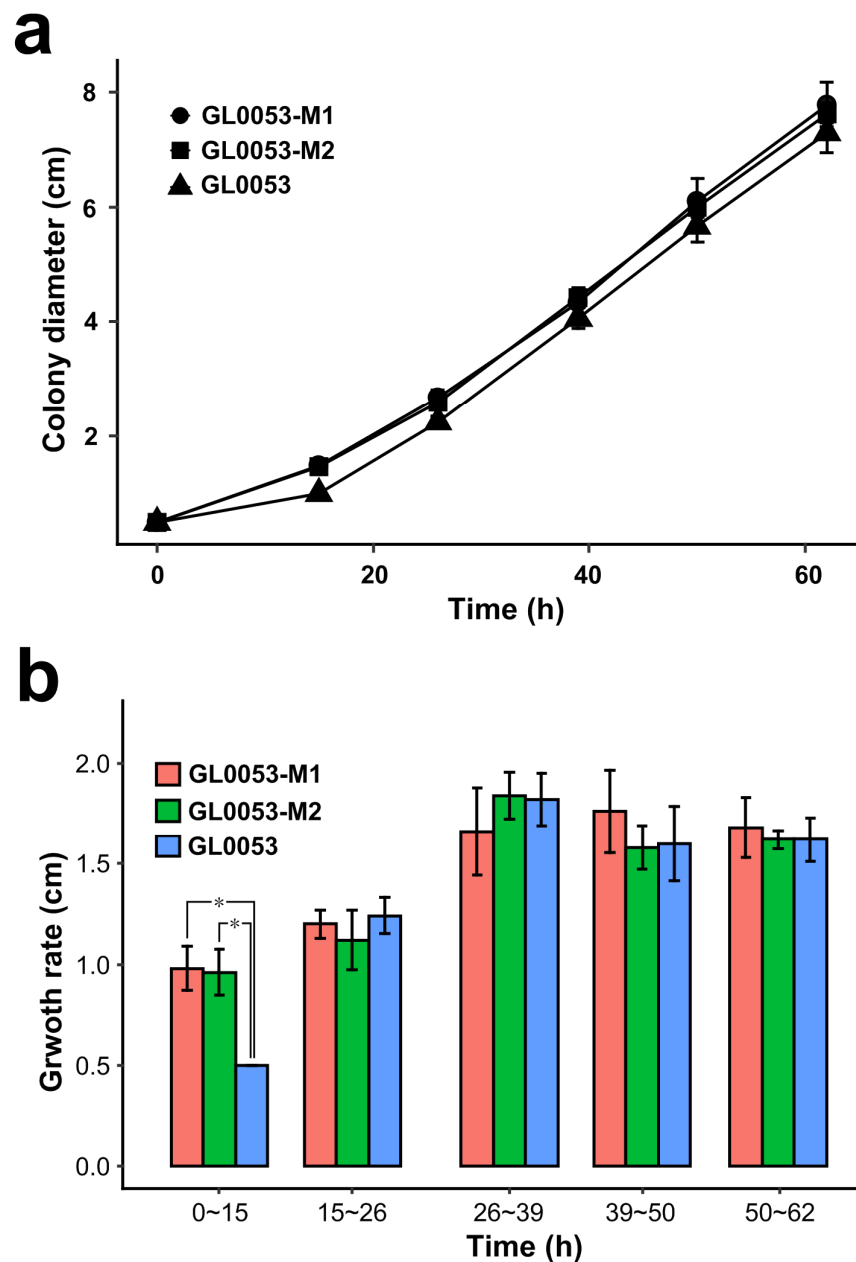 a
8
6
4
2
Colony diameter (cm)
GL0053-M1
GL0053-M2
GL0053
0 20 40 60
Time (h)
b
2.0
1.5
1.0
0.5
0.0
Grwoth rate (cm)
GL0053-M1
GL0053-M2
GL0053
*
*
0~15 15~26 26~39 39~50 50~62
Time (h)